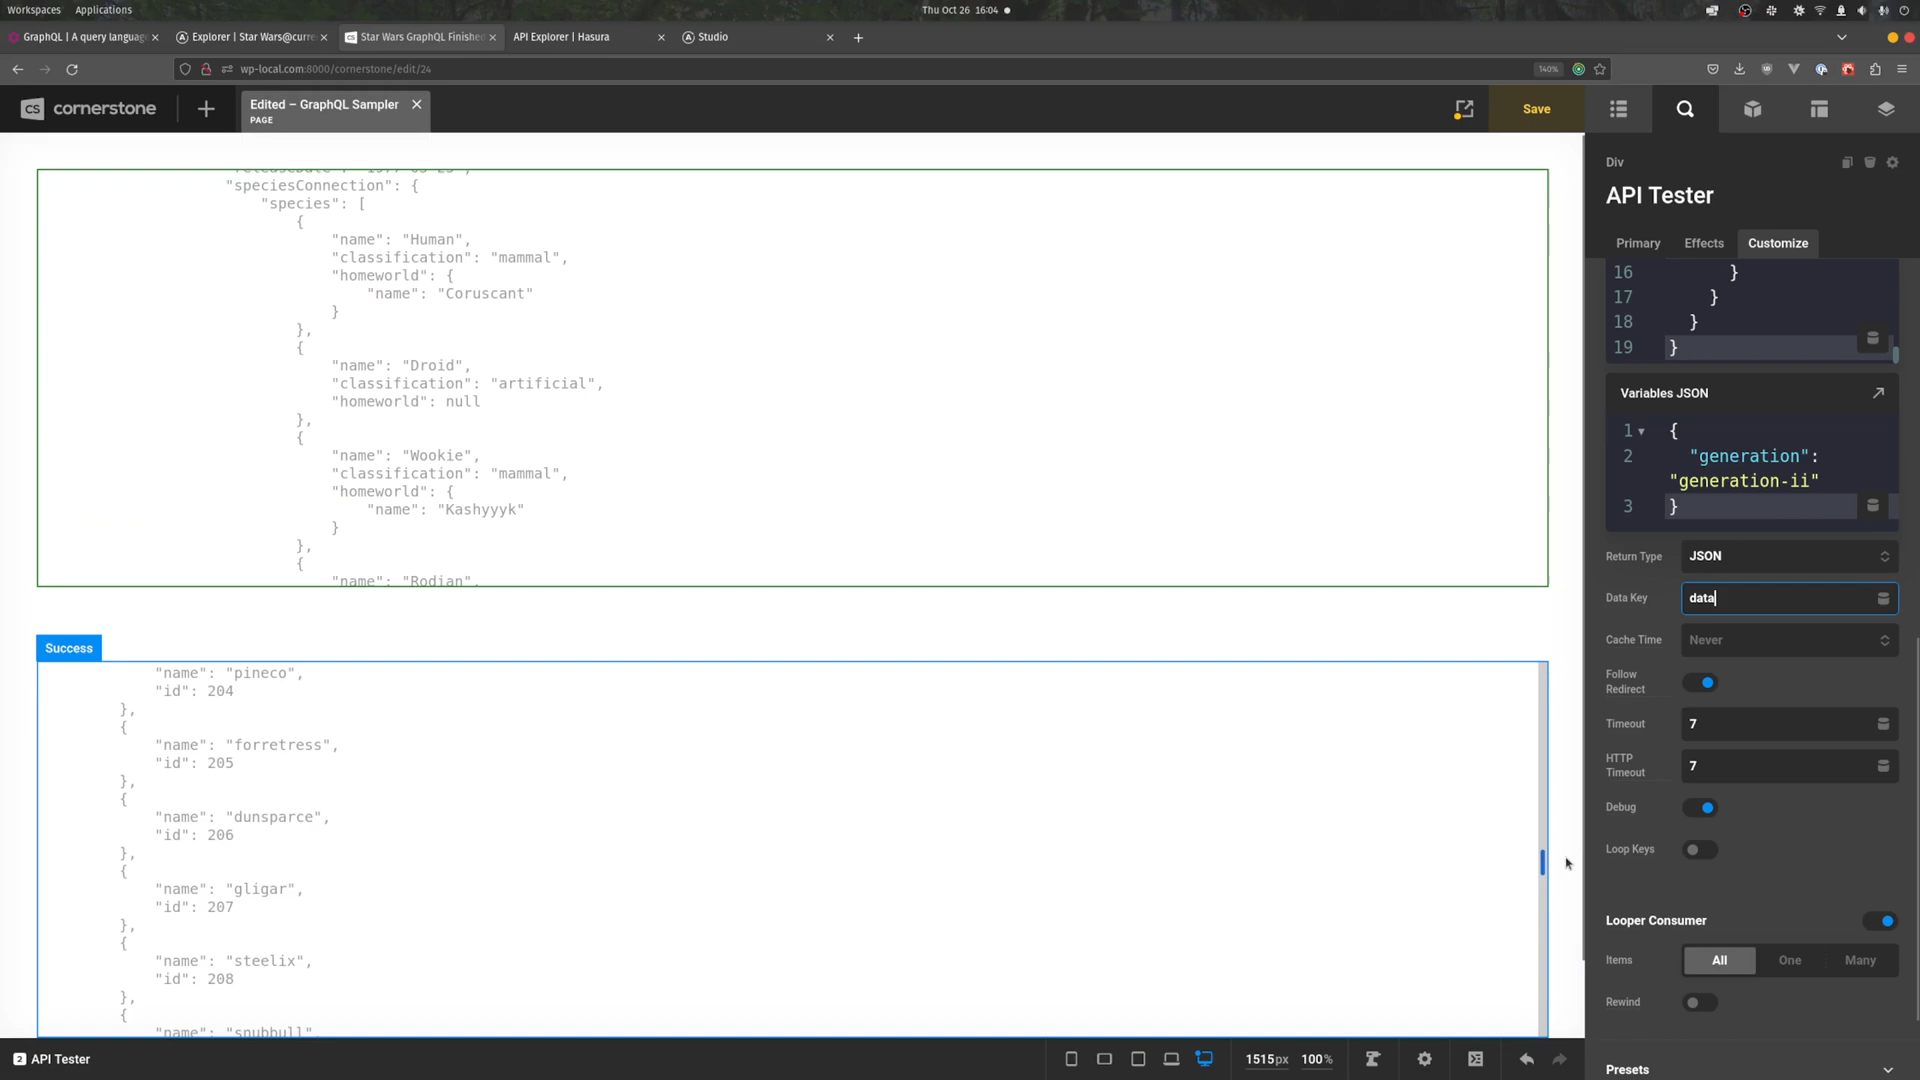 Workspaces Applications Thu Oct 26 16:04
GraphQL | A query langua Explorer | Star Wars@curre Star Wars GraphQL Finished API Explorer | Hasura Studio
wp-local.com:8000/cornerstone/edit/24 140%
cs cornerstone Edited – GraphQL Sampler Save
PAGE
Div
API Tester
Primary Effects Customize
"speciesConnection": {
"species": [
{
"name": "Human",
"classification": "mammal",
"homeworld": {
"name": "Coruscant"
}
},
{
"name": "Droid",
"classification": "artificial",
"homeworld": null
},
{
"name": "Wookie",
"classification": "mammal",
"homeworld": {
"name": "Kashyyyk"
}
},
{
"name": "Rodian",
Success
"name": "pineco",
"id": 204
},
{
"name": "forretress",
"id": 205
},
{
"name": "dunsparce",
"id": 206
},
{
"name": "gligar",
"id": 207
},
{
"name": "steelix",
"id": 208
},
{
"name": "snubbull",
16 }
17 }
18 }
19 }
Variables JSON
1 {
2 "generation":
"generation-ii"
3 }
Return Type JSON
Data Key data
Cache Time Never
Follow
Redirect
Timeout 7
HTTP
Timeout 7
Debug
Loop Keys
Looper Consumer
Items All One Many
Rewind
Presets
2 API Tester 1515px 100%